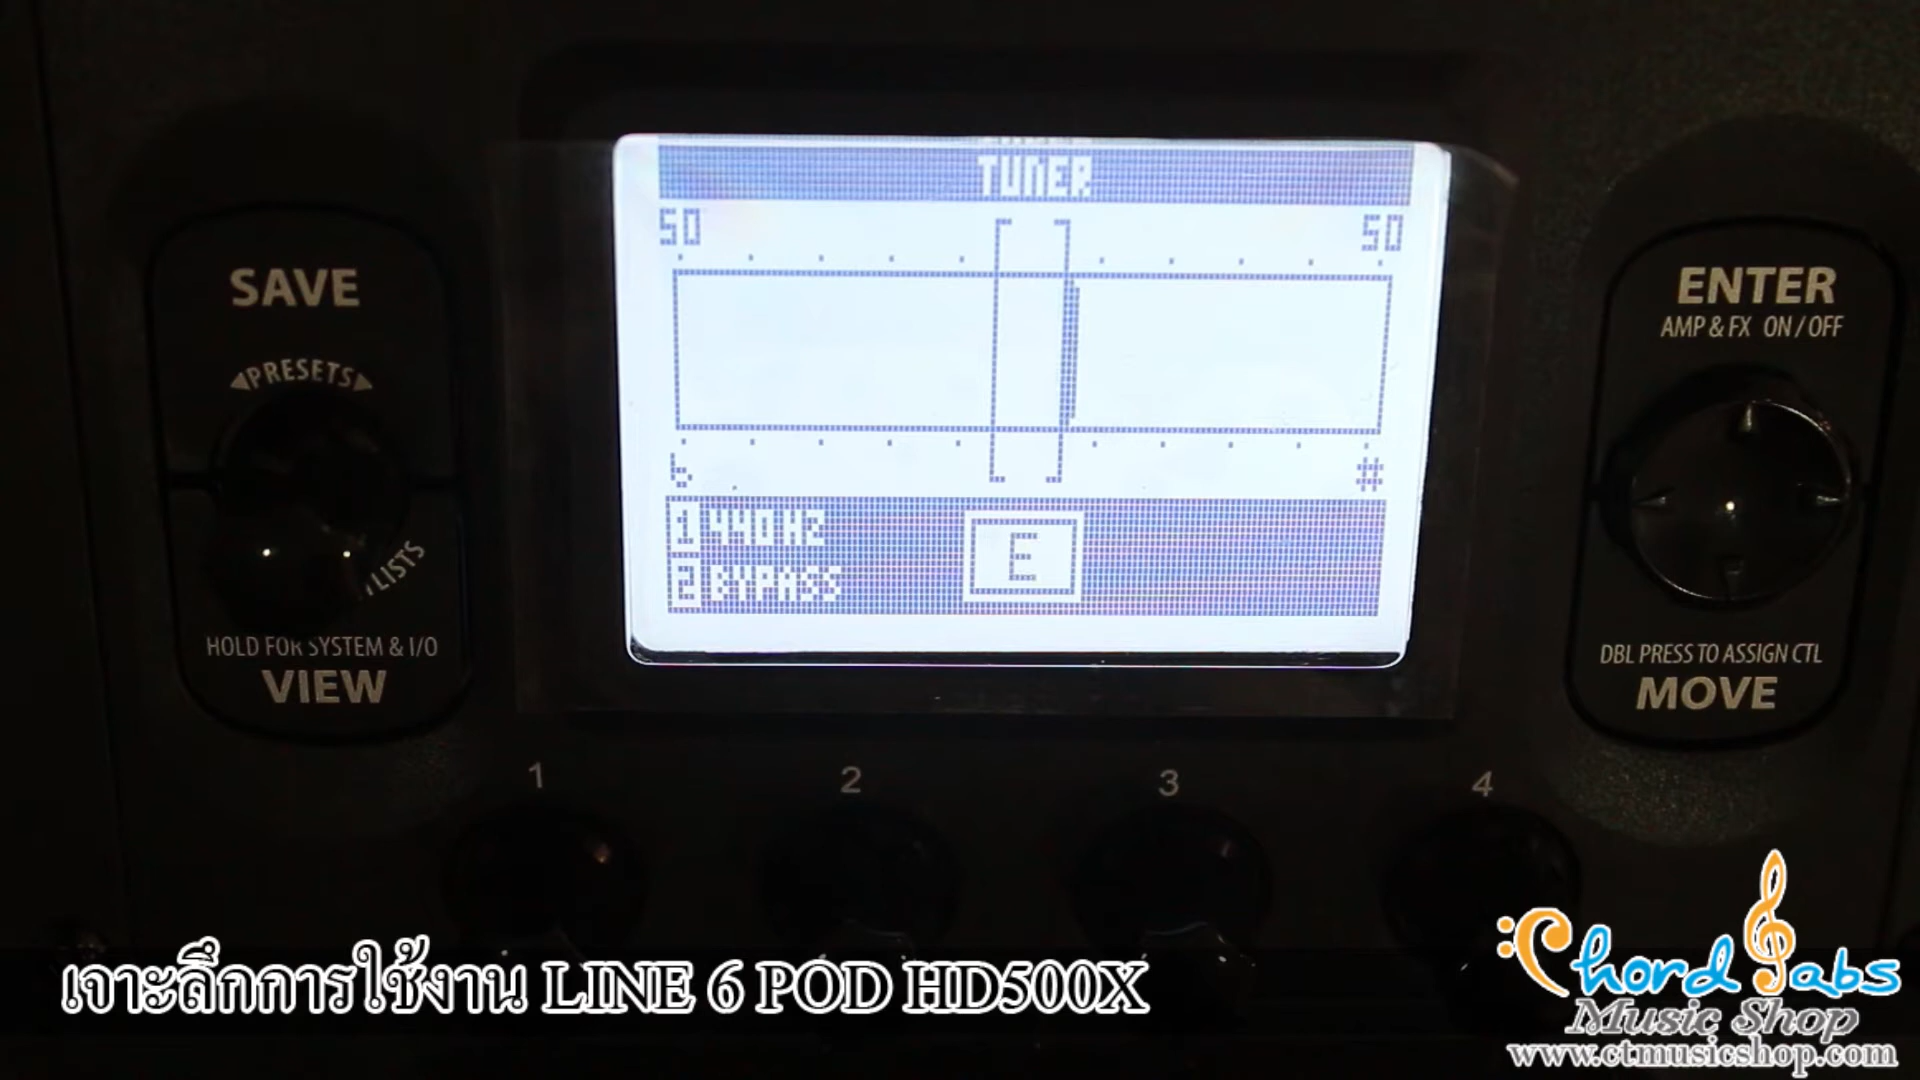 TUNER
50 50
b #
1 440 HZ
2 BYPASS
E
SAVE
PRESETS
LISTS
HOLD FOR SYSTEM & I/O
VIEW
ENTER
AMP & FX ON / OFF
DBL PRESS TO ASSIGN CTL
MOVE
1 2 3 4
เจาะลึกการใช้งาน LINE 6 POD HD500X
Chord Tabs
Music Shop
www.ctmusicshop.com